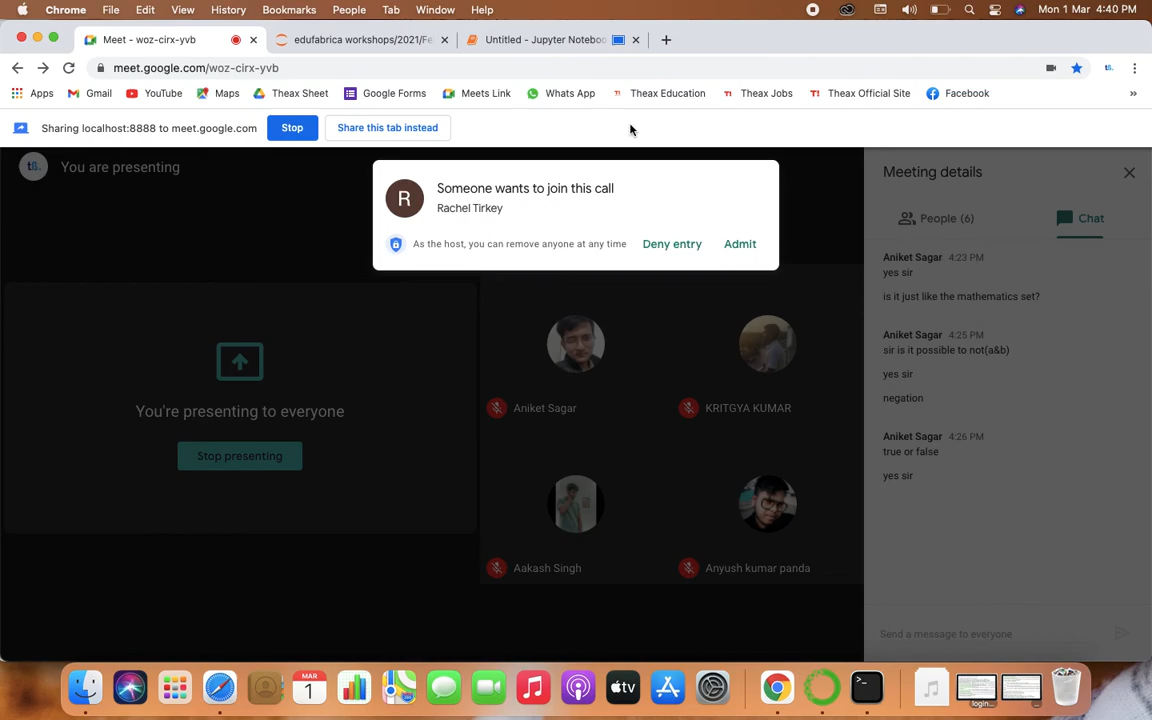 Chrome File Edit View History Bookmarks People Tab Window Help Mon 1 Mar 4:40 PM
Meet - woz-cirx-yvb
edufabrica workshops/2021/Fe
Untitled - Jupyter Noteboo
meet.google.com/woz-cirx-yvb
tß.
Apps Gmail YouTube Maps Theax Sheet Google Forms Meets Link Whats App Theax Education Theax Jobs Theax Official Site Facebook »
Sharing localhost:8888 to meet.google.com Stop Share this tab instead
tß. You are presenting
R
Someone wants to join this call
Rachel Tirkey
As the host, you can remove anyone at any time Deny entry Admit
You're presenting to everyone
Stop presenting
Aniket Sagar
KRITGYA KUMAR
Aakash Singh
Anyush kumar panda
Meeting details
People (6) Chat
Aniket Sagar 4:23 PM
yes sir
is it just like the mathematics set?
Aniket Sagar 4:25 PM
sir is it possible to not(a&b)
yes sir
negation
Aniket Sagar 4:26 PM
true or false
yes sir
Send a message to everyone
MAR
1
tv
>_
login...
...